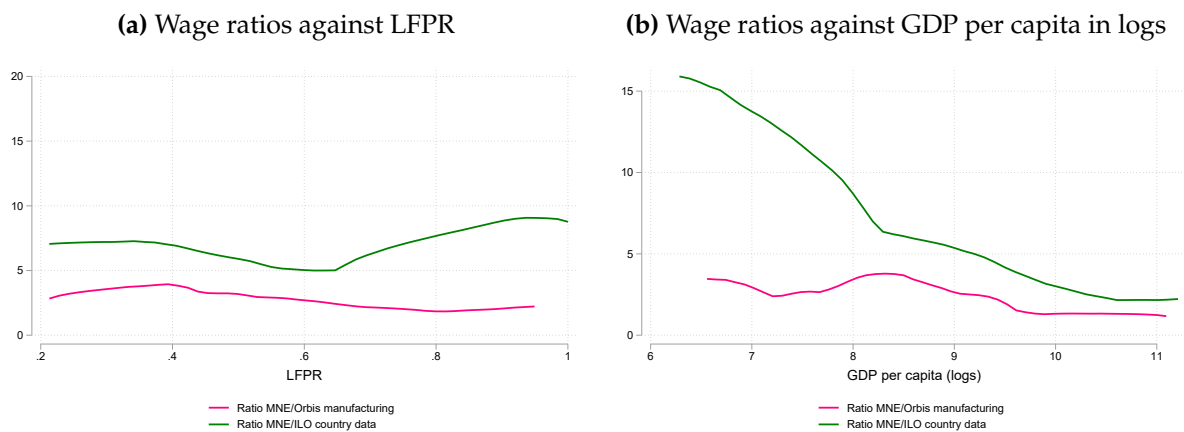 (a) Wage ratios against LFPR
20
15
10
5
0
.2 .4 .6 .8 1
LFPR
Ratio MNE/Orbis manufacturing
Ratio MNE/ILO country data
(b) Wage ratios against GDP per capita in logs
15
10
5
0
6 7 8 9 10 11
GDP per capita (logs)
Ratio MNE/Orbis manufacturing
Ratio MNE/ILO country data